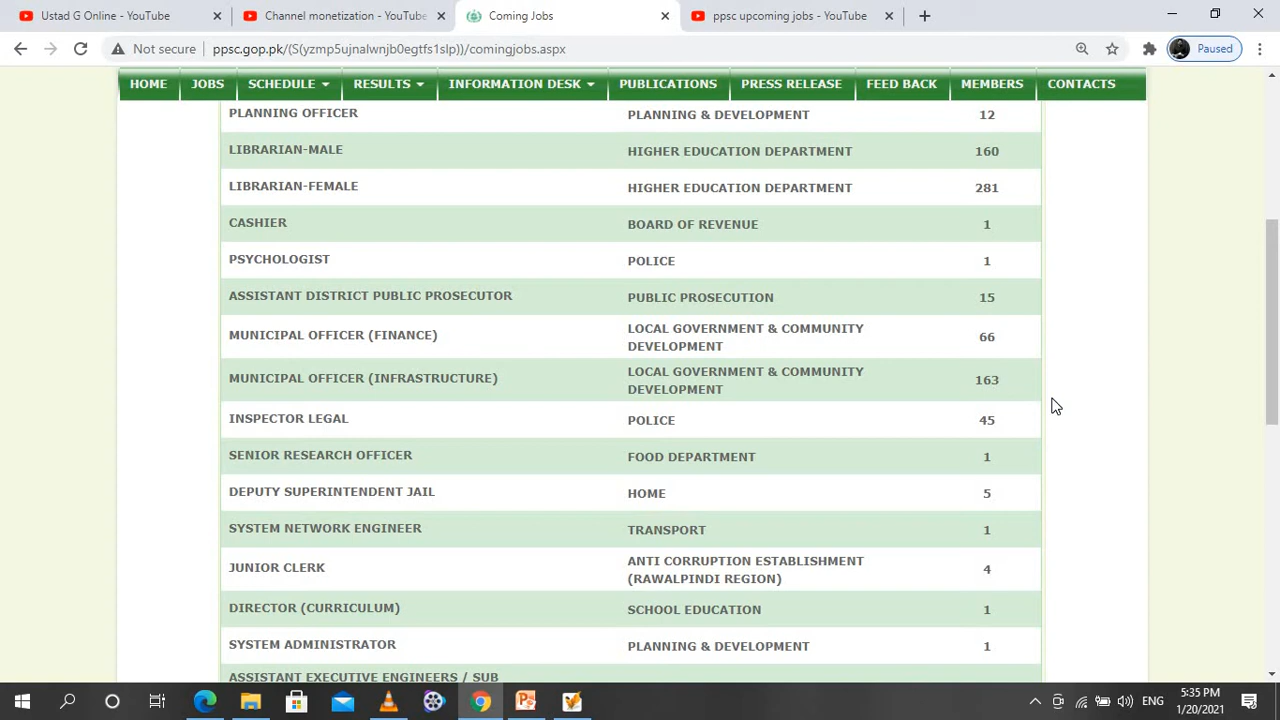 Ustad G Online - YouTube
Channel monetization - YouTube
Coming Jobs
ppsc upcoming jobs - YouTube
Not secure
ppsc.gop.pk/(S(yzmp5ujnalwnjb0egtfs1slp))/comingjobs.aspx
Paused
HOME JOBS SCHEDULE RESULTS INFORMATION DESK PUBLICATIONS PRESS RELEASE FEED BACK MEMBERS CONTACTS
PLANNING OFFICER PLANNING & DEVELOPMENT 12
LIBRARIAN-MALE HIGHER EDUCATION DEPARTMENT 160
LIBRARIAN-FEMALE HIGHER EDUCATION DEPARTMENT 281
CASHIER BOARD OF REVENUE 1
PSYCHOLOGIST POLICE 1
ASSISTANT DISTRICT PUBLIC PROSECUTOR PUBLIC PROSECUTION 15
MUNICIPAL OFFICER (FINANCE) LOCAL GOVERNMENT & COMMUNITY
DEVELOPMENT 66
MUNICIPAL OFFICER (INFRASTRUCTURE) LOCAL GOVERNMENT & COMMUNITY
DEVELOPMENT 163
INSPECTOR LEGAL POLICE 45
SENIOR RESEARCH OFFICER FOOD DEPARTMENT 1
DEPUTY SUPERINTENDENT JAIL HOME 5
SYSTEM NETWORK ENGINEER TRANSPORT 1
JUNIOR CLERK ANTI CORRUPTION ESTABLISHMENT
(RAWALPINDI REGION) 4
DIRECTOR (CURRICULUM) SCHOOL EDUCATION 1
SYSTEM ADMINISTRATOR PLANNING & DEVELOPMENT 1
ASSISTANT EXECUTIVE ENGINEERS / SUB
ENG
5:35 PM
1/20/2021